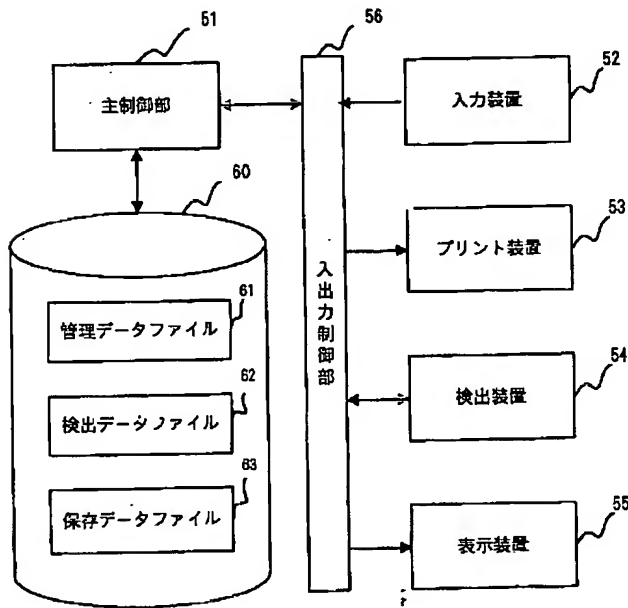 51
56
52
主制御部
入力装置
60
53
プリント装置
入出力制御部
61
管理データファイル
54
62
検出装置
検出データファイル
63
55
保存データファイル
表示装置